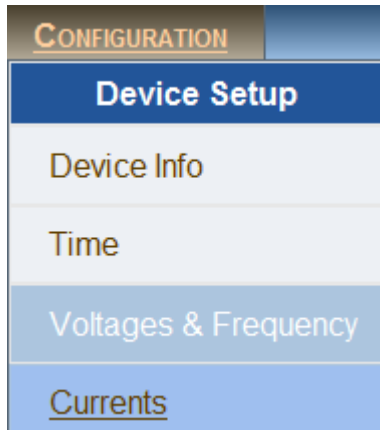 CONFIGURATION
Device Setup
Device Info
Time
Voltages & Frequency
Currents